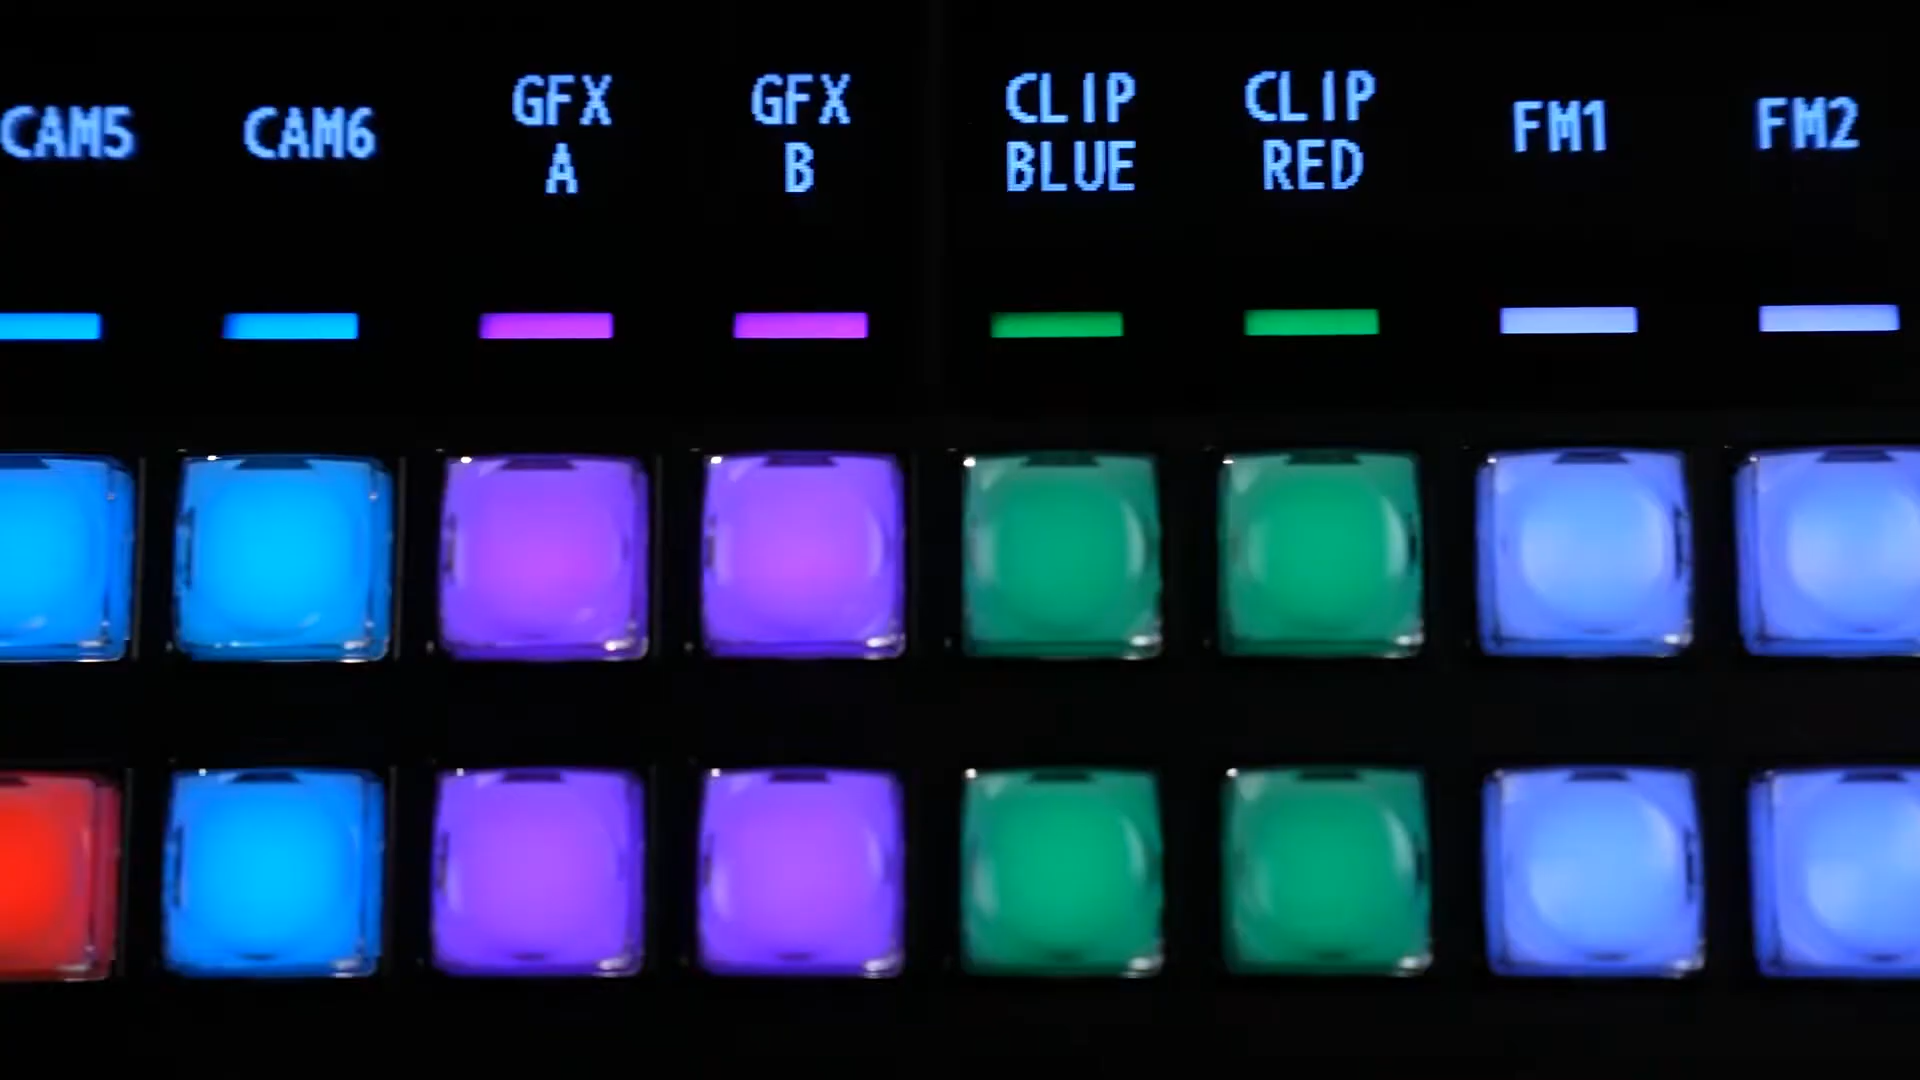 CAM5
CAM6
GFX
A
GFX
B
CLIP
BLUE
CLIP
RED
FM1
FM2